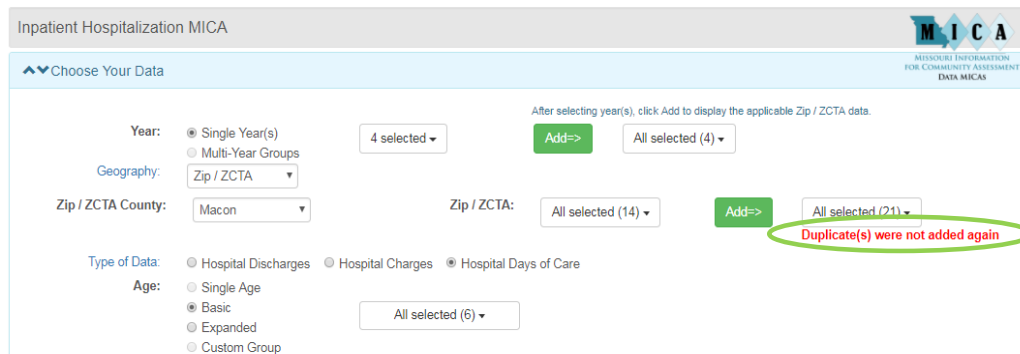 Inpatient Hospitalization MICA
M I C A
MISSOURI INFORMATION
FOR COMMUNITY ASSESSMENT
DATA MICAS
Choose Your Data
After selecting year(s), click Add to display the applicable Zip / ZCTA data.
Year: Single Year(s) 4 selected Add=> All selected (4)
Multi-Year Groups
Geography: Zip / ZCTA
Zip / ZCTA County: Macon Zip / ZCTA: All selected (14) Add=> All selected (21)
Duplicate(s) were not added again
Type of Data: Hospital Discharges Hospital Charges Hospital Days of Care
Age: Single Age
Basic All selected (6)
Expanded
Custom Group